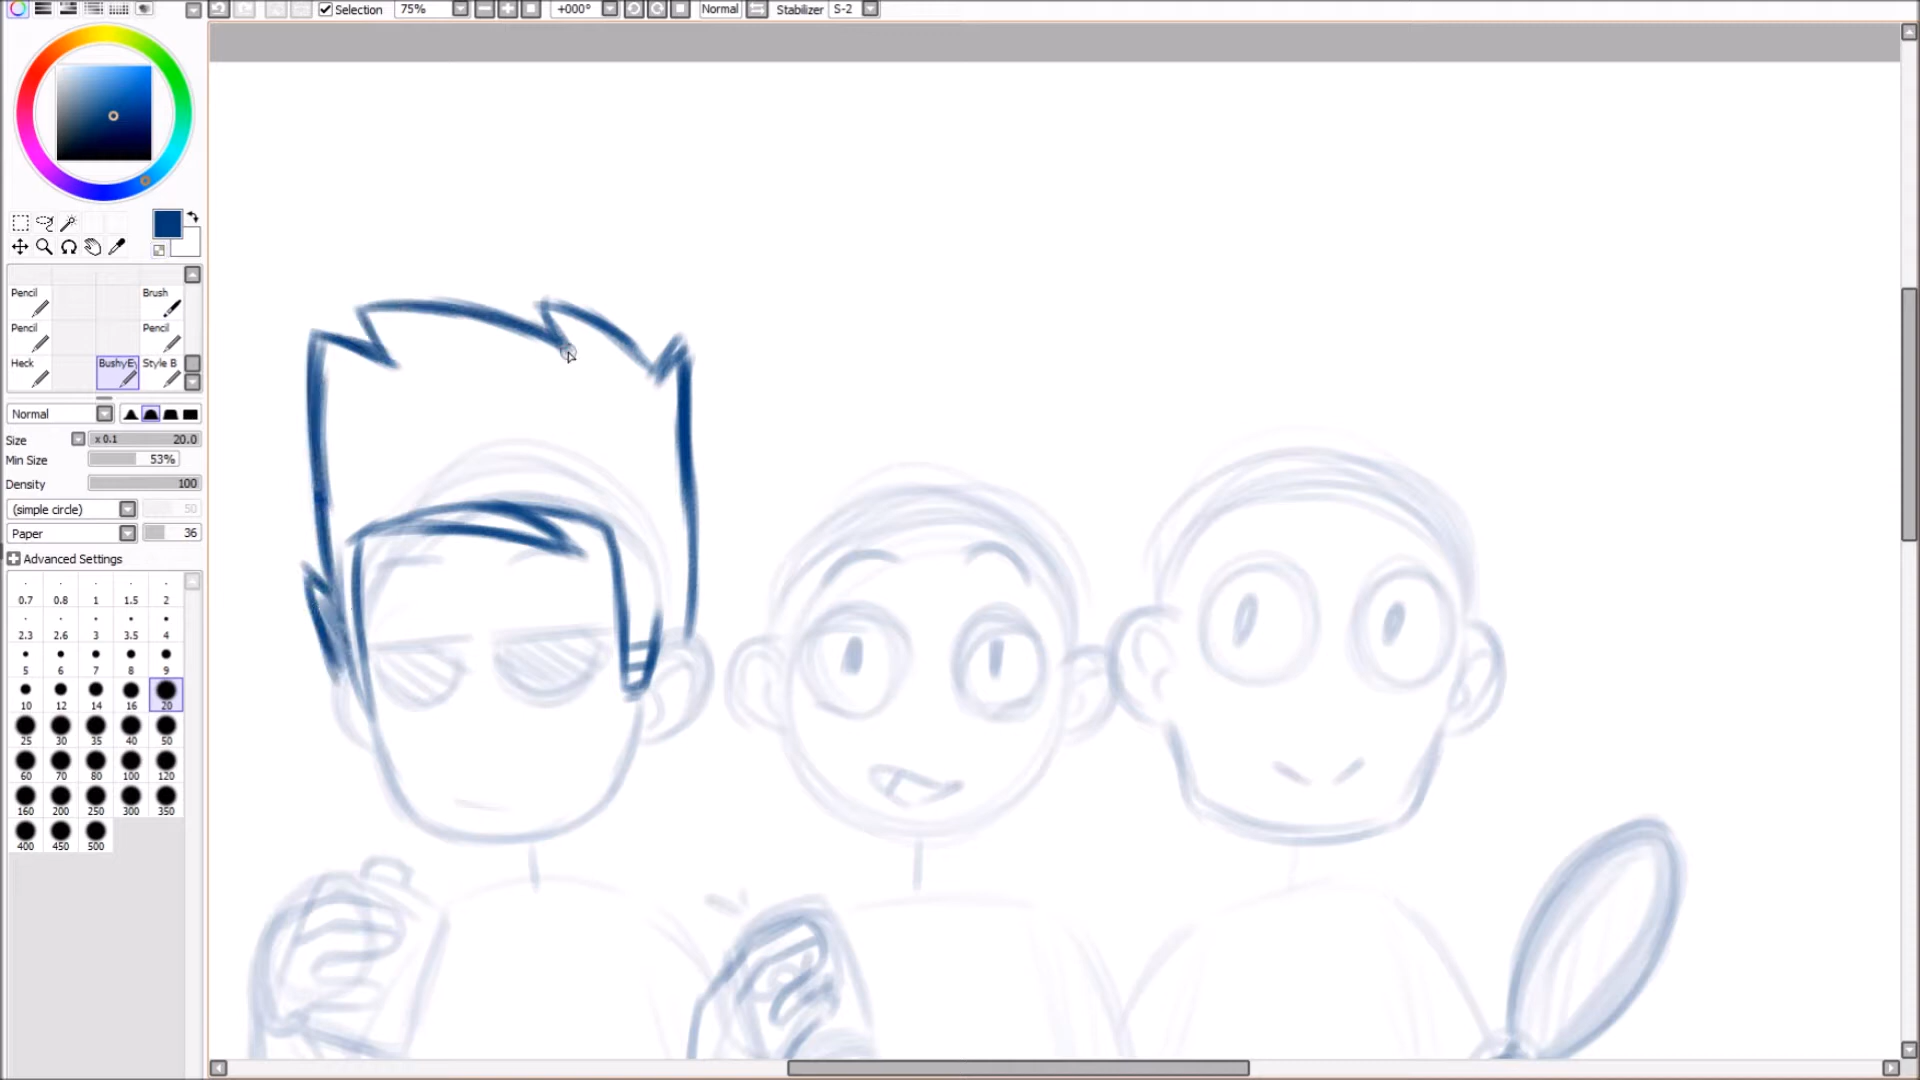 Selection 75% +000° Normal Stabilizer S-2
Pencil Brush
Pencil Pencil
Heck BushyE Style B
Normal
Size x 0.1 20.0
Min Size 53%
Density 100
(simple circle) 50
Paper 36
Advanced Settings
0.7 0.8 1 1.5 2
2.3 2.6 3 3.5 4
5 6 7 8 9
10 12 14 16 20
25 30 35 40 50
60 70 80 100 120
160 200 250 300 350
400 450 500